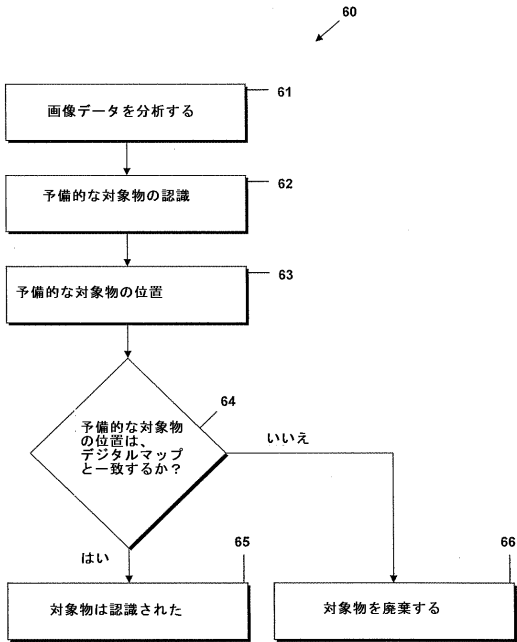 60
画像データを分析する
61
予備的な対象物の認識
62
予備的な対象物の位置
63
予備的な対象物
の位置は、
デジタルマップ
と一致するか？
64
いいえ
はい
対象物は認識された
65
対象物を廃棄する
66